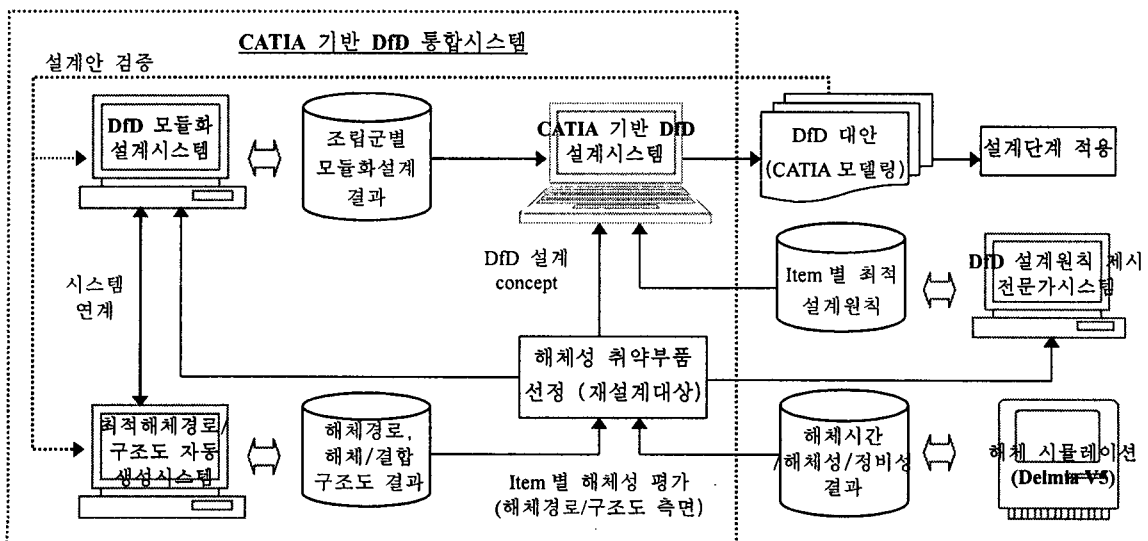 CATIA 기반 DfD 통합시스템
설계안 검증
DfD 모듈화
설계시스템
조립군별
모듈화설계
결과
CATIA 기반 DfD
설계시스템
DfD 대안
(CATIA 모델링)
설계단계 적용
시스템
연계
DfD 설계
concept
Item 별 최적
설계원칙
DfD 설계원칙 제시
전문가시스템
해체성 취약부품
선정 (재설계대상)
최적해체경로/
구조도 자동
생성시스템
해체경로,
해체/결합
구조도 결과
Item 별 해체성 평가
(해체경로/구조도 측면)
해체시간
/해체성/정비성
결과
해체 시뮬레이션
(Delmia V5)